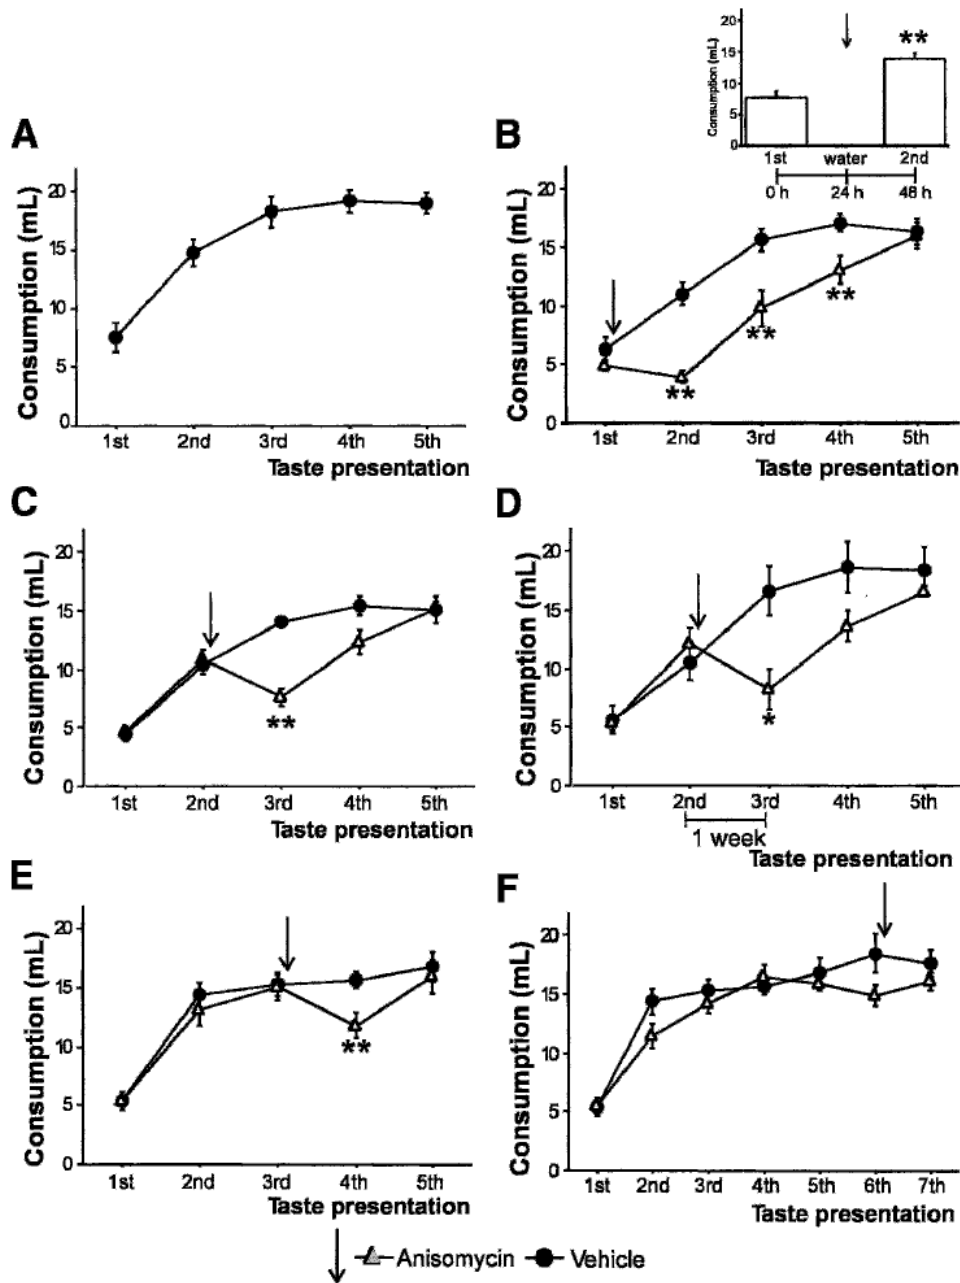 20
15
10
5
0
Consumption (mL)
**
1st water 2nd
0 h 24 h 48 h
A
20
15
10
5
0
Consumption (mL)
1st 2nd 3rd 4th 5th
Taste presentation
B
20
15
10
5
0
Consumption (mL)
**
**
**
1st 2nd 3rd 4th 5th
Taste presentation
C
20
15
10
5
0
Consumption (mL)
**
1st 2nd 3rd 4th 5th
Taste presentation
D
20
15
10
5
0
Consumption (mL)
*
1st 2nd 3rd 4th 5th
1 week
Taste presentation
E
20
15
10
5
0
Consumption (mL)
**
1st 2nd 3rd 4th 5th
Taste presentation
F
20
15
10
5
0
Consumption (mL)
1st 2nd 3rd 4th 5th 6th 7th
Taste presentation
Anisomycin Vehicle